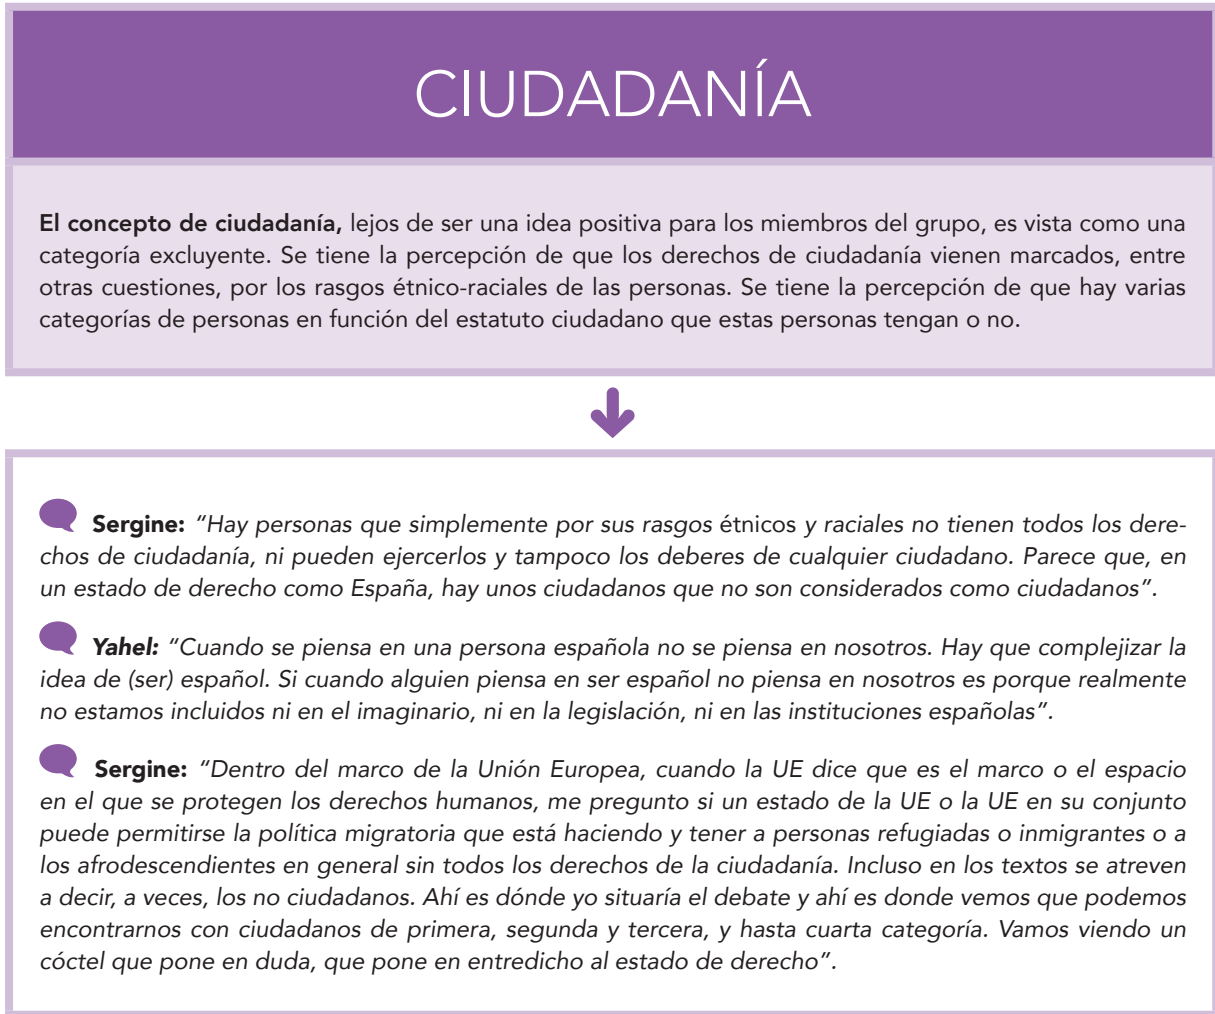 CIUDADANÍA
El concepto de ciudadanía, lejos de ser una idea positiva para los miembros del grupo, es vista como una
categoría excluyente. Se tiene la percepción de que los derechos de ciudadanía vienen marcados, entre
otras cuestiones, por los rasgos étnico-raciales de las personas. Se tiene la percepción de que hay varias
categorías de personas en función del estatuto ciudadano que estas personas tengan o no.
Sergine: “Hay personas que simplemente por sus rasgos étnicos y raciales no tienen todos los dere-
chos de ciudadanía, ni pueden ejercerlos y tampoco los deberes de cualquier ciudadano. Parece que, en
un estado de derecho como España, hay unos ciudadanos que no son considerados como ciudadanos”.
Yahel: “Cuando se piensa en una persona española no se piensa en nosotros. Hay que complejizar la
idea de (ser) español. Si cuando alguien piensa en ser español no piensa en nosotros es porque realmente
no estamos incluidos ni en el imaginario, ni en la legislación, ni en las instituciones españolas”.
Sergine: “Dentro del marco de la Unión Europea, cuando la UE dice que es el marco o el espacio
en el que se protegen los derechos humanos, me pregunto si un estado de la UE o la UE en su conjunto
puede permitirse la política migratoria que está haciendo y tener a personas refugiadas o inmigrantes o a
los afrodescendientes en general sin todos los derechos de la ciudadanía. Incluso en los textos se atreven
a decir, a veces, los no ciudadanos. Ahí es dónde yo situaría el debate y ahí es donde vemos que podemos
encontrarnos con ciudadanos de primera, segunda y tercera, y hasta cuarta categoría. Vamos viendo un
cóctel que pone en duda, que pone en entredicho al estado de derecho”.